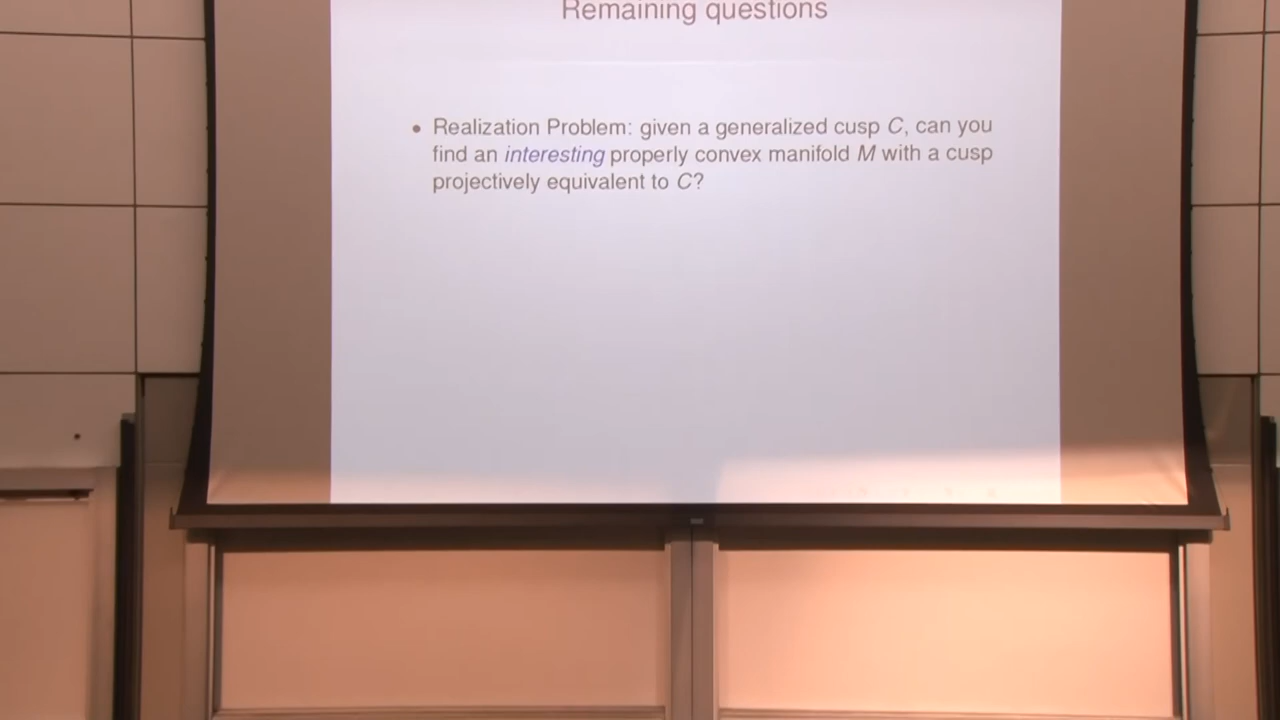 Remaining questions
• Realization Problem: given a generalized cusp C, can you
find an interesting properly convex manifold M with a cusp
projectively equivalent to C?